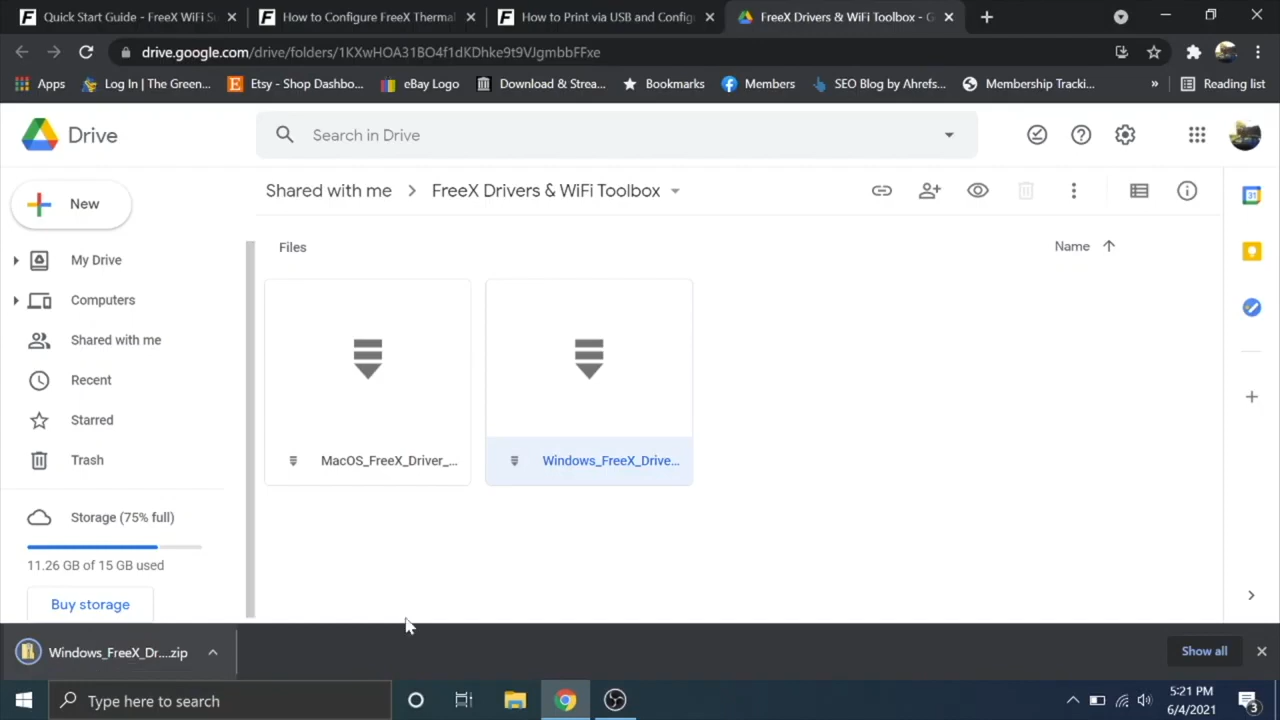 Quick Start Guide - FreeX WiFi Su
How to Configure FreeX Thermal
How to Print via USB and Config
FreeX Drivers & WiFi Toolbox - G
drive.google.com/drive/folders/1KXwHOA31BO4f1dKDhke9t9VJgmbbFFxe
Apps
Log In | The Green...
Etsy - Shop Dashbo...
eBay Logo
Download & Strea...
Bookmarks
Members
SEO Blog by Ahrefs...
Membership Tracki...
»
Reading list
Drive
Search in Drive
New
Shared with me
FreeX Drivers & WiFi Toolbox
Files
Name
My Drive
Computers
Shared with me
Recent
Starred
Trash
MacOS_FreeX_Driver_...
Windows_FreeX_Drive...
Storage (75% full)
11.26 GB of 15 GB used
Buy storage
31
Windows_FreeX_Dr....zip
Show all
Type here to search
5:21 PM
6/4/2021
3